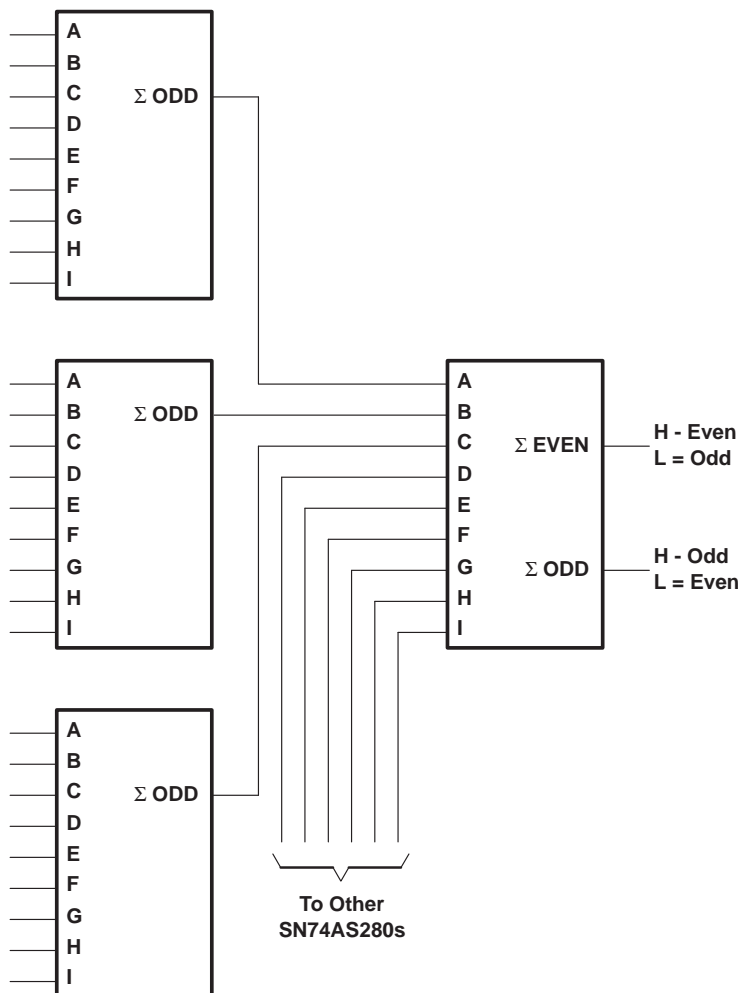 A
B
C
Σ ODD
D
E
F
G
H
I
A
B
Σ ODD
C
D
E
F
G
H
I
A
B
C
Σ ODD
D
E
F
G
H
I
A
B
C
Σ EVEN
D
E
F
G
Σ ODD
H
I
H - Even
L = Odd
H - Odd
L = Even
To Other
SN74AS280s